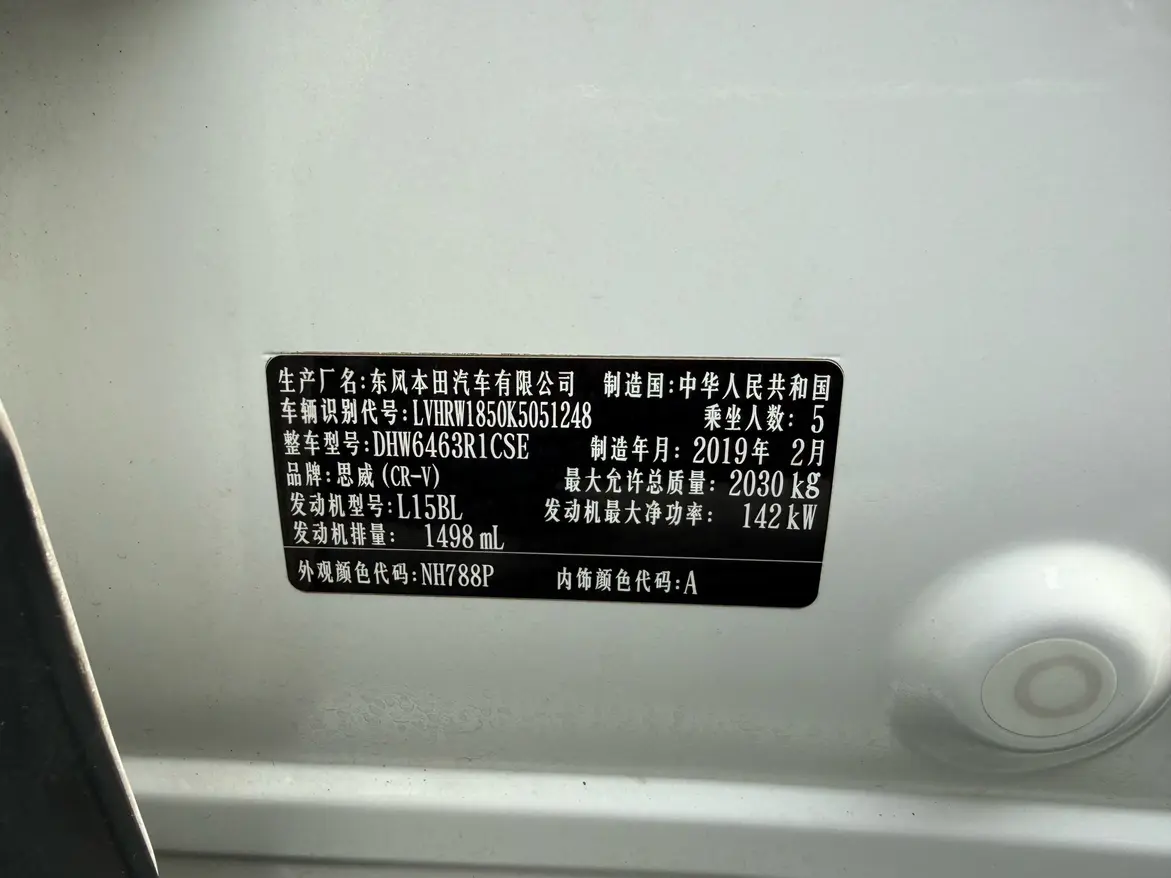 生产厂名:东风本田汽车有限公司 制造国:中华人民共和国
车辆识别代号:LVHRW1850K5051248 乘坐人数: 5
整车型号:DHW6463R1CSE 制造年月: 2019年 2月
品牌:思威(CR-V) 最大允许总质量: 2030 kg
发动机型号:L15BL 发动机最大净功率: 142 kW
发动机排量: 1498 mL
外观颜色代码:NH788P 内饰颜色代码:A